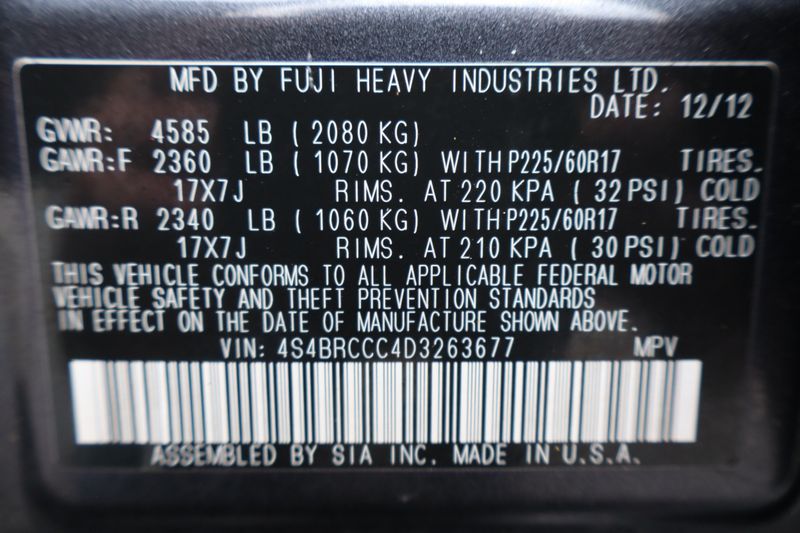 MFD BY FUJI HEAVY INDUSTRIES LTD.
DATE: 12/12
GVWR: 4585 LB ( 2080 KG)
GAWR:F 2360 LB ( 1070 KG) WITH P225/60R17 TIRES.
17X7J RIMS. AT 220 KPA ( 32 PSI) COLD
GAWR:R 2340 LB ( 1060 KG) WITH P225/60R17 TIRES.
17X7J RIMS. AT 210 KPA ( 30 PSI) COLD
THIS VEHICLE CONFORMS TO ALL APPLICABLE FEDERAL MOTOR
VEHICLE SAFETY AND THEFT PREVENTION STANDARDS
IN EFFECT ON THE DATE OF MANUFACTURE SHOWN ABOVE.
VIN: 4S4BRCCC4D3263677 MPV
ASSEMBLED BY SIA INC. MADE IN U.S.A.